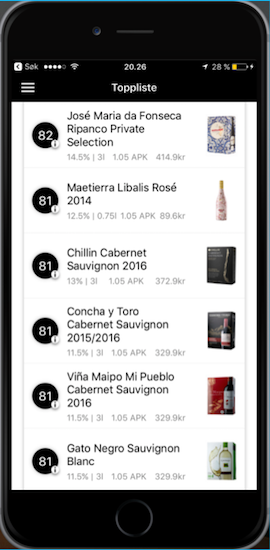 Søk
20.26
28 %
Toppliste
82
José Maria da Fonseca
Ripanco Private
Selection
14.5% | 3l 1.05 APK 414.9kr
81
Maetierra Libalis Rosé
2014
12.5% | 0.75l 1.05 APK 89.6kr
81
Chillin Cabernet
Sauvignon 2016
13% | 3l 1.05 APK 372.9kr
81
Concha y Toro
Cabernet Sauvignon
2015/2016
11.5% | 3l 1.05 APK 329.9kr
81
Viña Maipo Mi Pueblo
Cabernet Sauvignon
2016
11.5% | 3l 1.05 APK 329.9kr
81
Gato Negro Sauvignon
Blanc
11.5% | 3l 1.05 APK 329.9kr